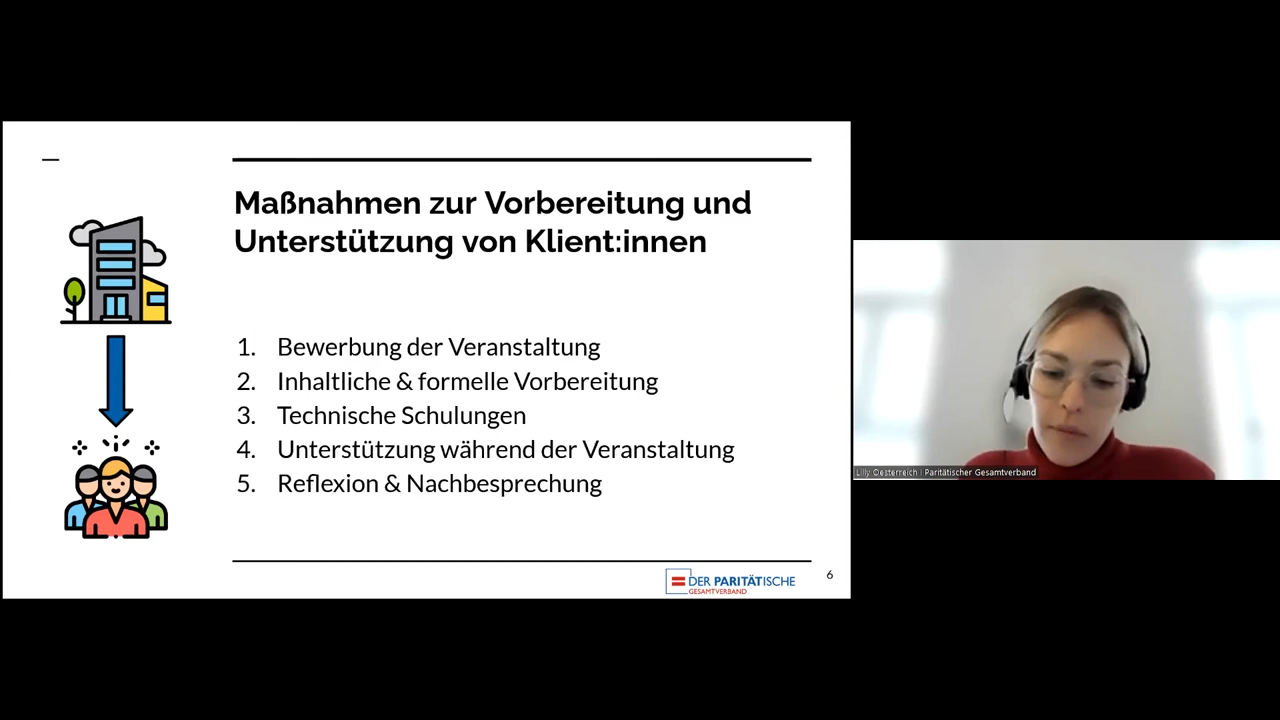 Maßnahmen zur Vorbereitung und
Unterstützung von Klient:innen
1. Bewerbung der Veranstaltung
2. Inhaltliche & formelle Vorbereitung
3. Technische Schulungen
4. Unterstützung während der Veranstaltung
5. Reflexion & Nachbesprechung
DER PARITÄTISCHE
GESAMTVERBAND
6
Lilly Oesterreich | Paritätischer Gesamtverband